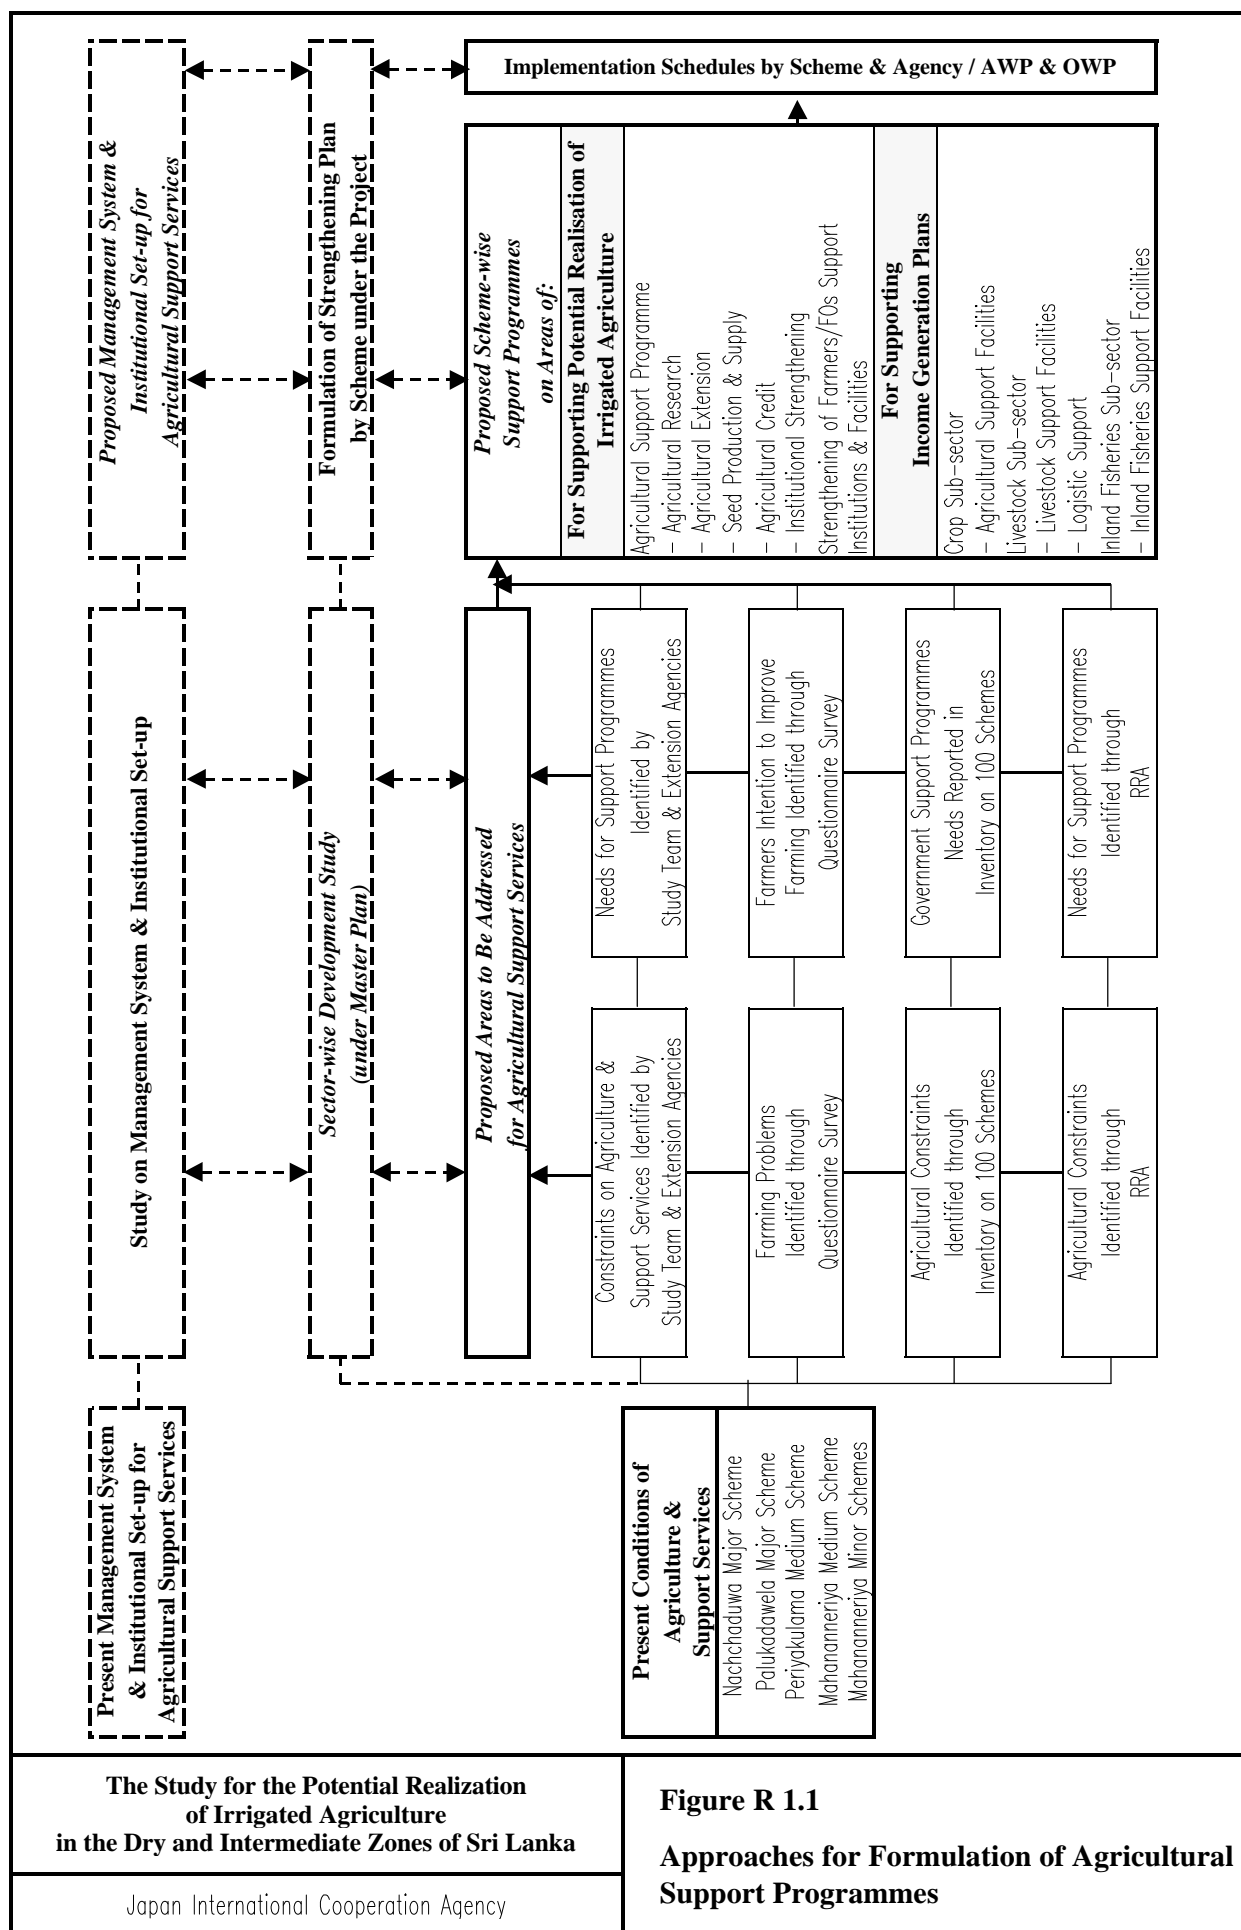 Present Management System
& Institutional Set-up for
Agricultural Support Services
Study on Management System & Institutional Set-up
Proposed Management System &
Institutional Set-up for
Agricultural Support Services
Sector-wise Development Study
(under Master Plan)
Formulation of Strengthening Plan
by Scheme under the Project
Proposed Areas to Be Addressed
for Agricultural Support Services
Present Conditions of
Agriculture &
Support Services
Nachchaduwa Major Scheme
Palukadawela Major Scheme
Periyakulama Medium Scheme
Mahananneriya Medium Scheme
Mahananneriya Minor Schemes
Constraints on Agriculture &
Support Services Identified by
Study Team & Extension Agencies
Farming Problems
Identified through
Questionnaire Survey
Agricultural Constraints
Identified through
Inventory on 100 Schemes
Agricultural Constraints
Identified through
RRA
Needs for Support Programmes
Identified by
Study Team & Extension Agencies
Farmers Intention to Improve
Farming Identified through
Questionnaire Survey
Government Support Programmes
Needs Reported in
Inventory on 100 Schemes
Needs for Support Programmes
Identified through
RRA
Proposed Scheme-wise
Support Programmes
on Areas of:
For Supporting Potential Realisation of
Irrigated Agriculture
Agricultural Support Programme
– Agricultural Research
– Agricultural Extension
– Seed Production & Supply
– Agricultural Credit
– Institutional Strengthening
Strengthening of Farmers/FOs Support
Institutions & Facilities
For Supporting
Income Generation Plans
Crop Sub–sector
– Agricultural Support Facilities
Livestock Sub–sector
– Livestock Support Facilities
– Logistic Support
Inland Fisheries Sub–sector
– Inland Fisheries Support Facilities
Implementation Schedules by Scheme & Agency / AWP & OWP
The Study for the Potential Realization
of Irrigated Agriculture
in the Dry and Intermediate Zones of Sri Lanka
Japan International Cooperation Agency
Figure R 1.1
Approaches for Formulation of Agricultural
Support Programmes